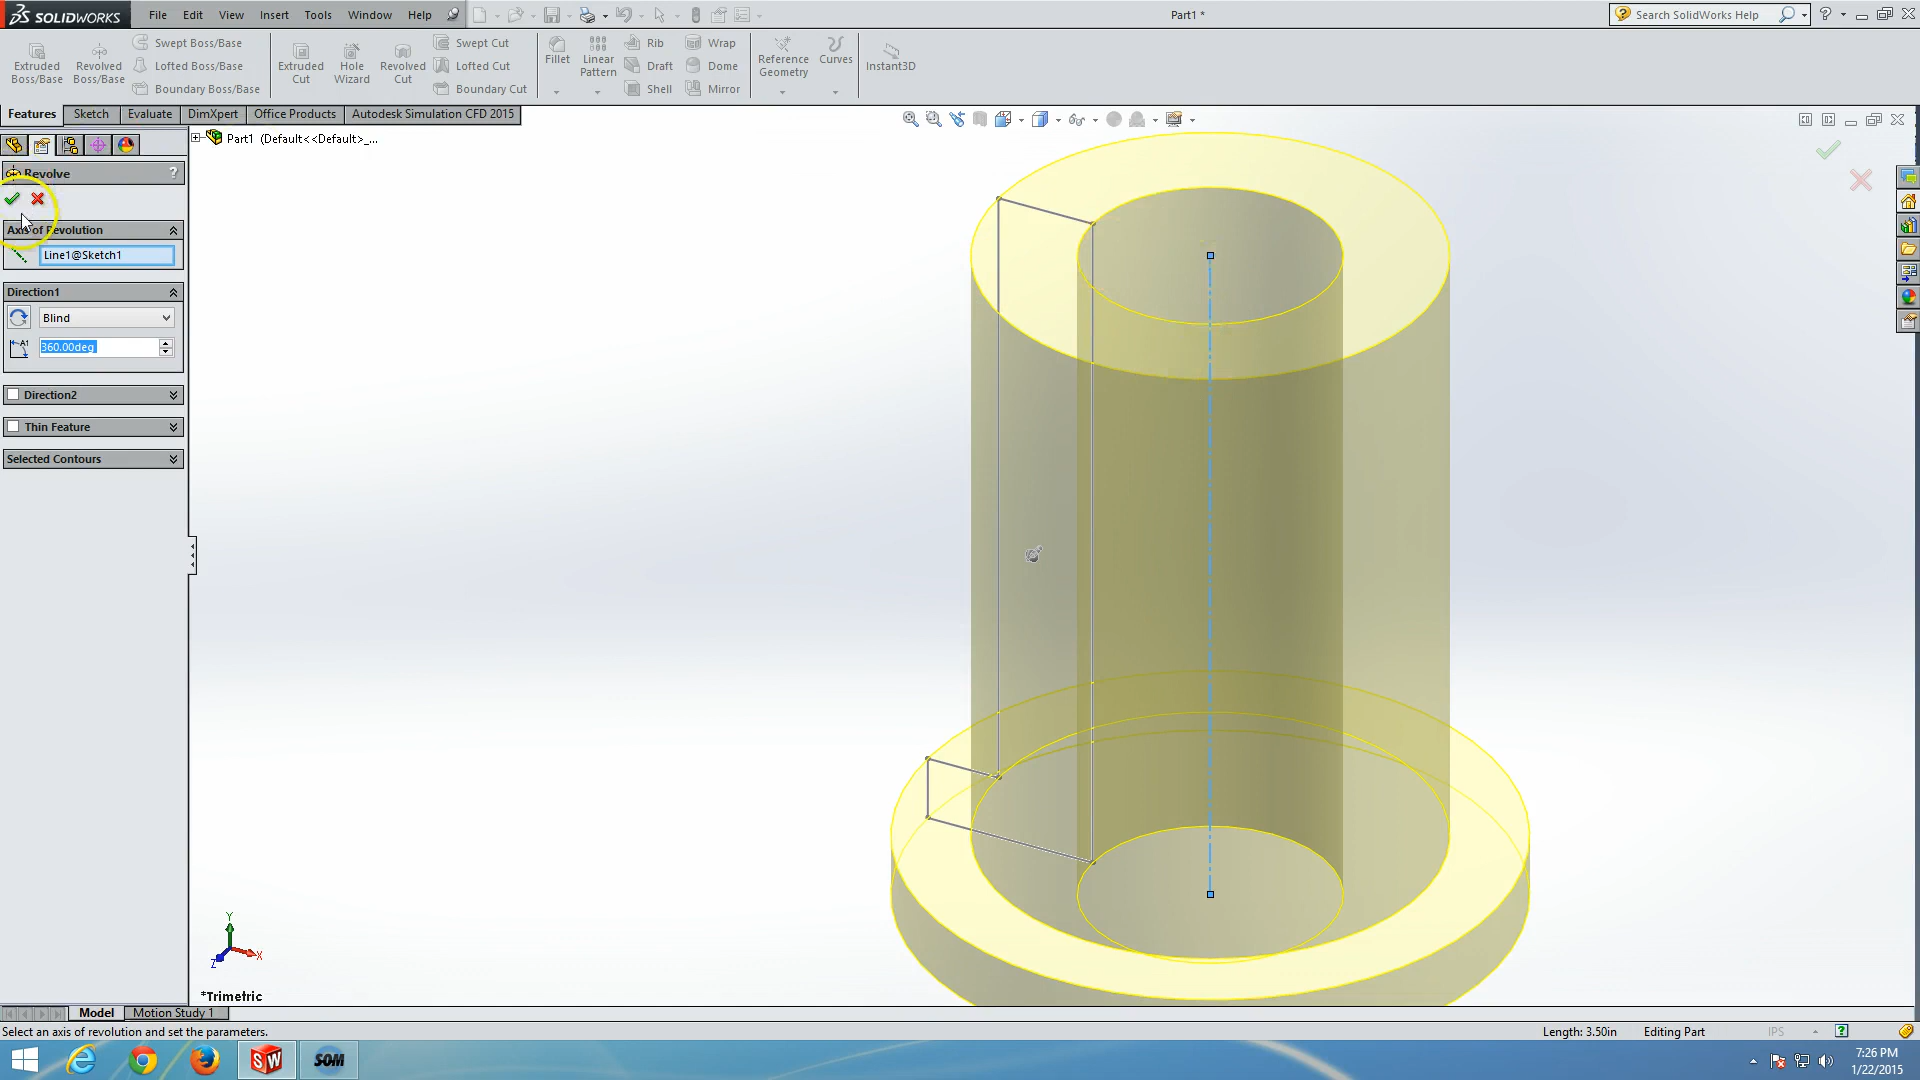 SOLIDWORKS File Edit View Insert Tools Window Help Part1 * Search SolidWorks Help ?
Extruded Boss/Base
Revolved Boss/Base
Swept Boss/Base
Lofted Boss/Base
Boundary Boss/Base
Extruded Cut
Hole Wizard
Revolved Cut
Swept Cut
Lofted Cut
Boundary Cut
Fillet
Linear Pattern
Rib
Draft
Shell
Wrap
Dome
Mirror
Reference Geometry
Curves
Instant3D
Features Sketch Evaluate DimXpert Office Products Autodesk Simulation CFD 2015
Part1 (Default<<Default>_...
Revolve ?
Axis of Revolution
Line1@Sketch1
Direction1
Blind
A1 360.00deg
Direction2
Thin Feature
Selected Contours
Y
X
Z
*Trimetric
Model Motion Study 1
Select an axis of revolution and set the parameters. Length: 3.50in Editing Part IPS ?
SW SOM
7:26 PM
1/22/2015